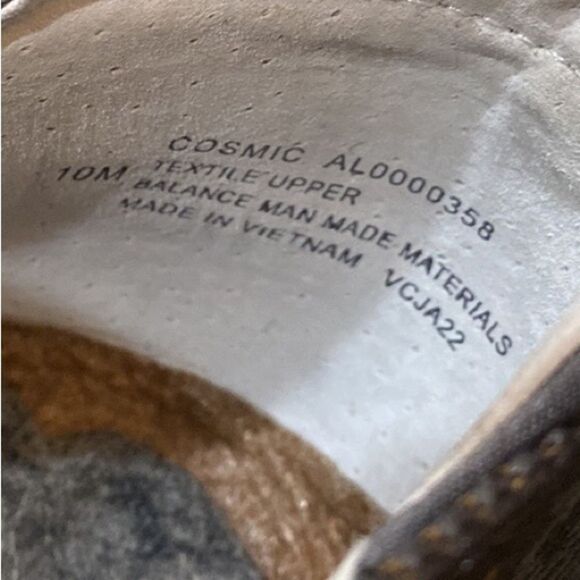 COSMIC AL0000358
TEXTILE UPPER
10M BALANCE MAN MADE MATERIALS
MADE IN VIETNAM VCJA22